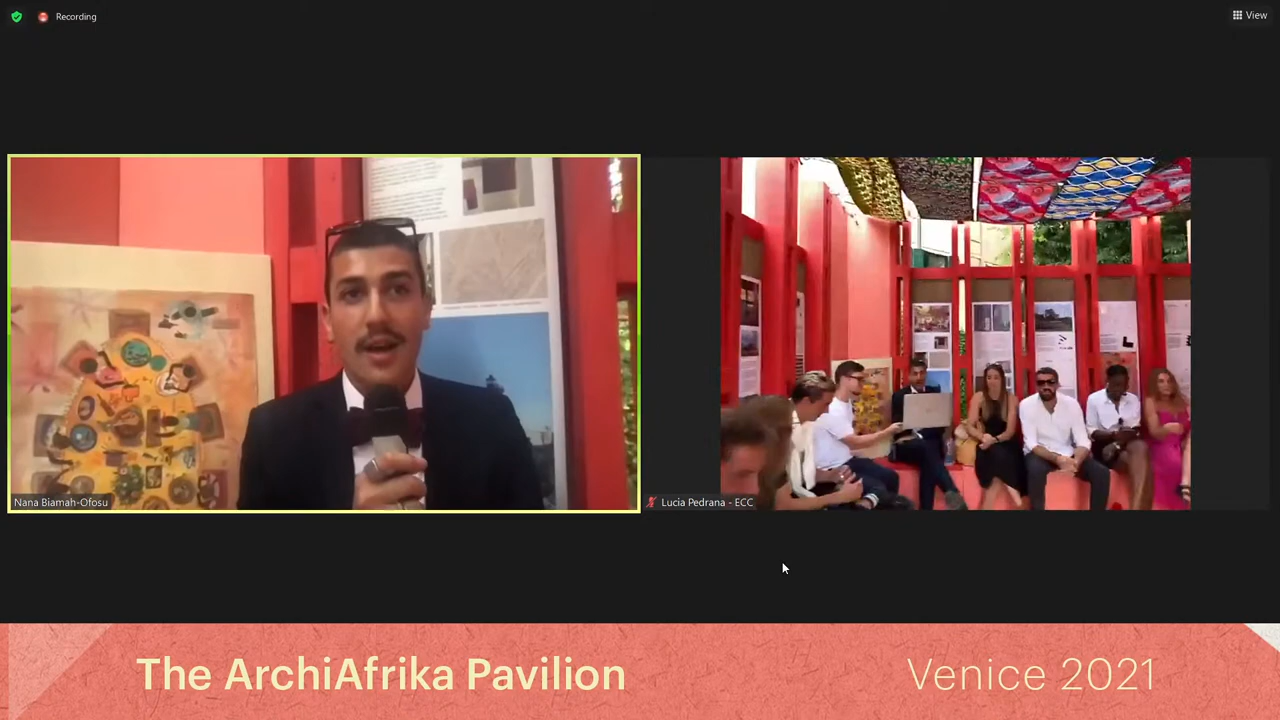 Recording
View
Nana Biamah-Ofosu
Lucia Pedrana - ECC
The ArchiAfrika Pavilion
Venice 2021